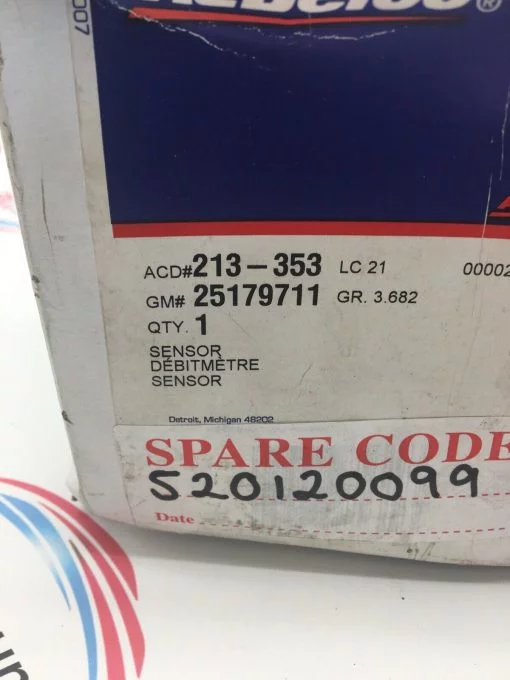 007
ACD#213-353 LC 21
GM# 25179711 GR. 3.682
QTY. 1
SENSOR
DÉBITMÈTRE
SENSOR
Detroit, Michigan 48202
SPARE CODE
520120099
Date